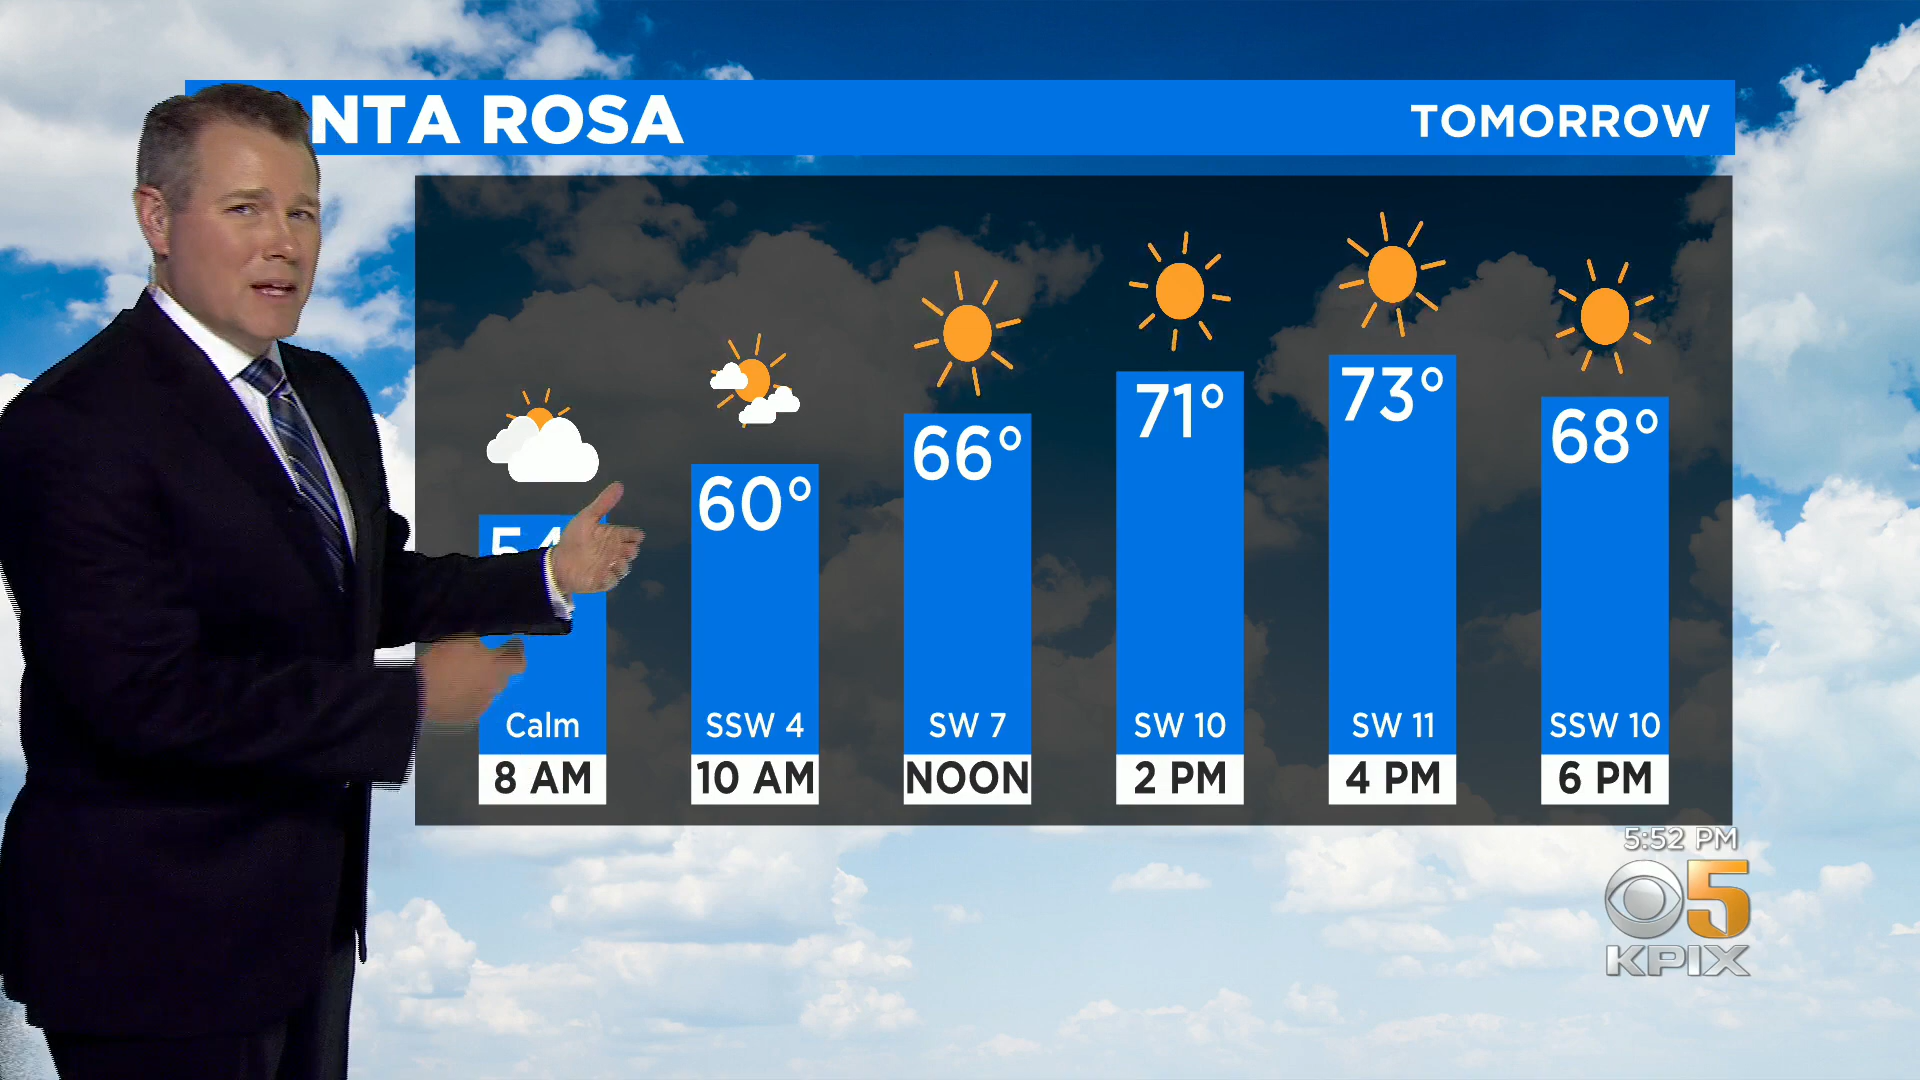 NTA ROSA
TOMORROW
54
60°
66°
71°
73°
68°
Calm
SSW 4
SW 7
SW 10
SW 11
SSW 10
8 AM
10 AM
NOON
2 PM
4 PM
6 PM
5:52 PM
5
KPIX